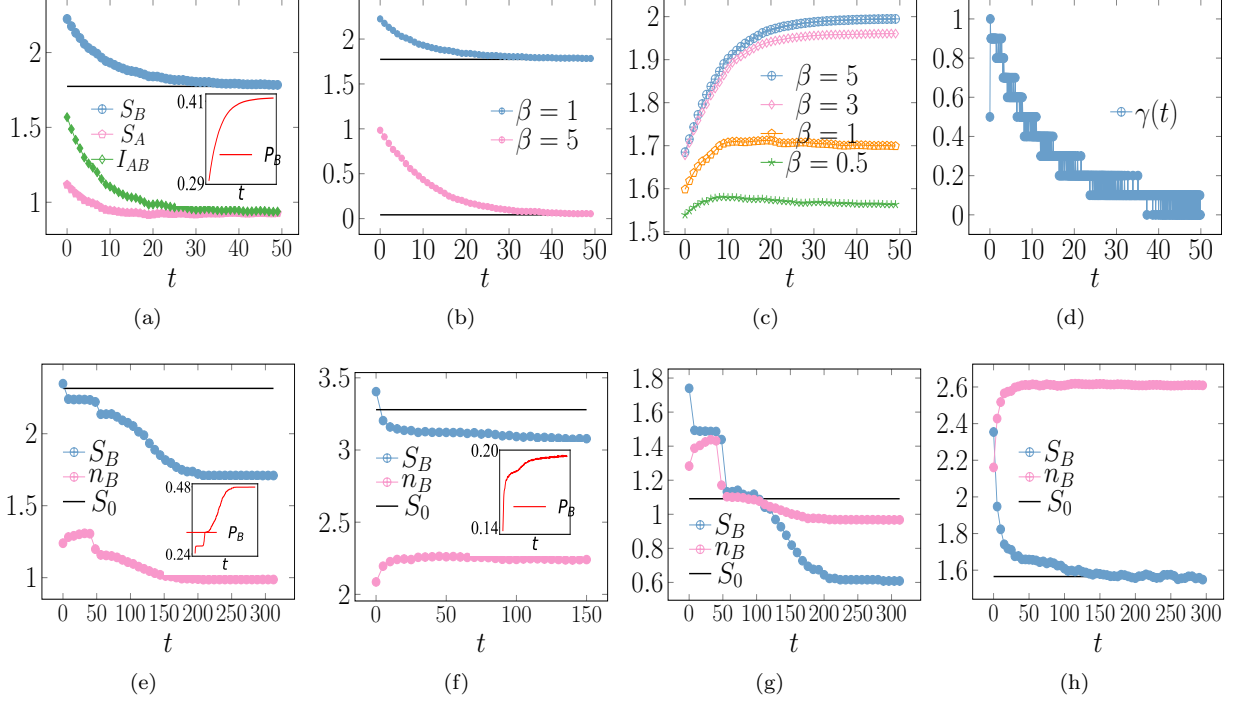 2
1
0 10 20 30 40 50
t
S_B
S_A
I_{AB}
0.41
0.29
P_B
t
(a)
2
1.5
1
0.5
0
0 10 20 30 40 50
t
β = 1
β = 5
(b)
2
1.9
1.8
1.7
1.6
1.5
0 10 20 30 40 50
t
β = 5
β = 3
β = 1
β = 0.5
(c)
1
0.8
0.6
0.4
0.2
0
0 10 20 30 40 50
t
γ(t)
(d)
2
1.5
1
0 50 100 150 200 250 300
t
S_B
n_B
S_0
0.48
0.24
P_B
t
(e)
3.5
3
2.5
2
0 50 100 150
t
S_B
n_B
S_0
0.20
0.14
P_B
t
(f)
1.8
1.6
1.4
1.2
1
0.8
0.6
0 50 100 150 200 250 300
t
S_B
n_B
S_0
(g)
2.6
2.4
2.2
2
1.8
1.6
0 50 100 150 200 250 300
t
S_B
n_B
S_0
(h)